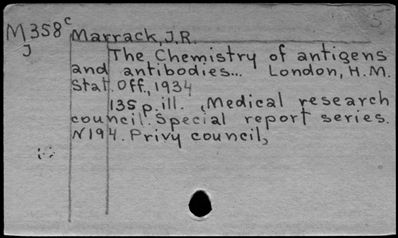 M358c Marrack, J.R.
J The Chemistry of antigens
and antibodies... London, H.M.
Stat. Off., 1934
135 p. ill. (Medical research
council. Special report series.
N194. Privy council,